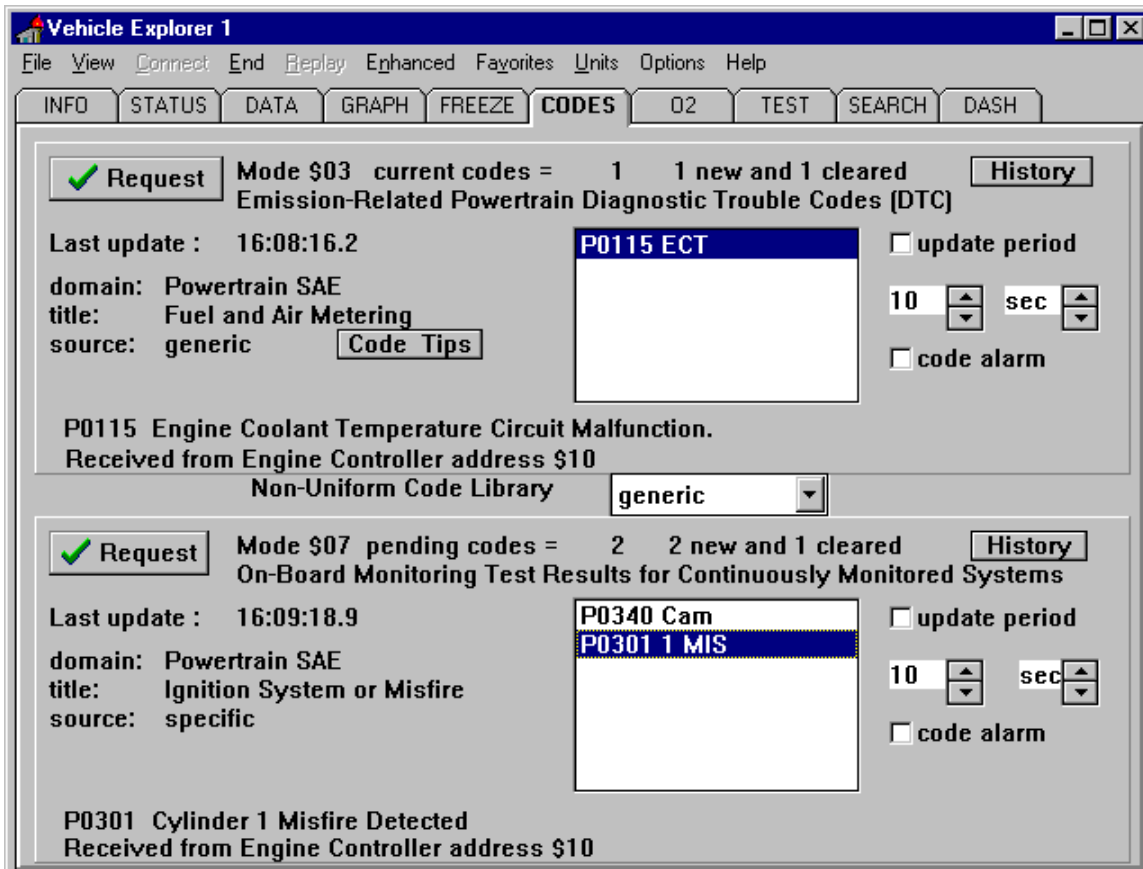 Vehicle Explorer 1
File View Connect End Replay Enhanced Favorites Units Options Help
INFO STATUS DATA GRAPH FREEZE CODES O2 TEST SEARCH DASH
Request Mode $03 current codes = 1 1 new and 1 cleared History
Emission-Related Powertrain Diagnostic Trouble Codes (DTC)
Last update : 16:08:16.2 P0115 ECT update period
domain: Powertrain SAE
title: Fuel and Air Metering 10 sec
source: generic Code Tips code alarm
P0115 Engine Coolant Temperature Circuit Malfunction.
Received from Engine Controller address $10
Non-Uniform Code Library generic
Request Mode $07 pending codes = 2 2 new and 1 cleared History
On-Board Monitoring Test Results for Continuously Monitored Systems
Last update : 16:09:18.9 P0340 Cam update period
P0301 1 MIS
domain: Powertrain SAE
title: Ignition System or Misfire 10 sec
source: specific code alarm
P0301 Cylinder 1 Misfire Detected
Received from Engine Controller address $10